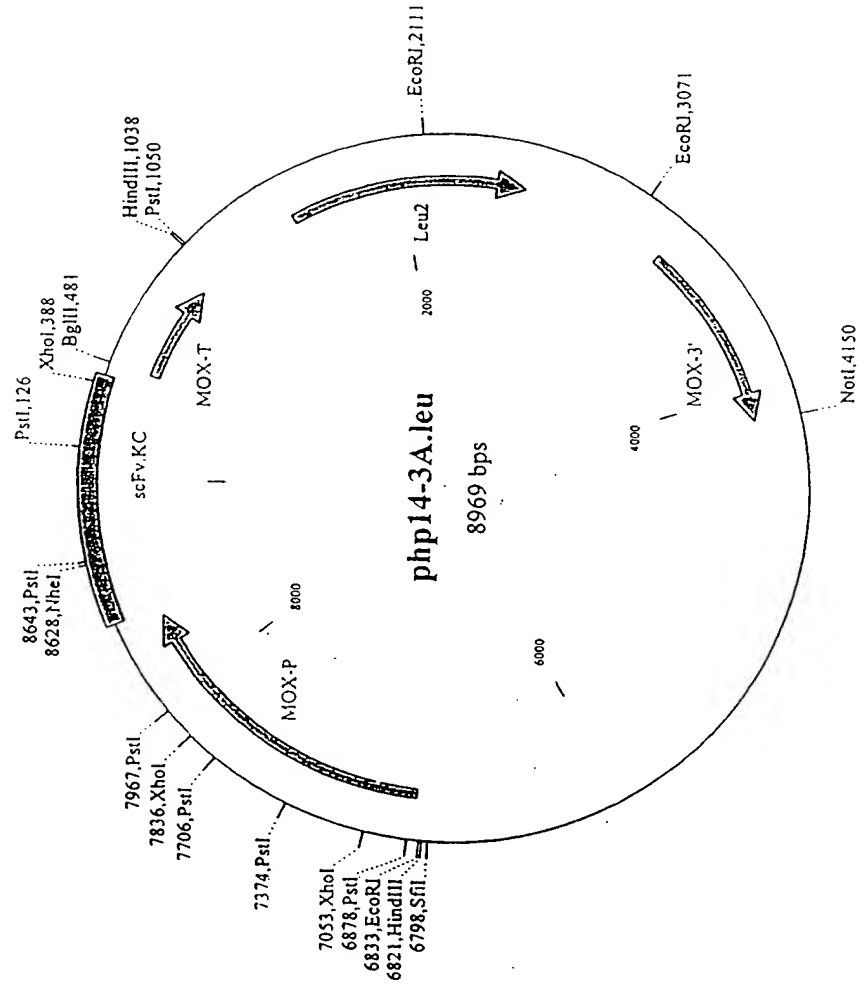 EcoRI,2111
EcoRI,3071
HindIII,1038
PstI,1050
XhoI,388
BglII,481
PstI,126
MOX-T
Leu2
2000
MOX-3'
4000
NotI,4150
scFv.KC
php14-3A.leu
8969 bps
8643,PstI
8628,NheI
8000
6000
MOX-P
7967,PstI
7836,XhoI
7706,PstI
7374,PstI
7053,XhoI
6878,PstI
6833,EcoRI
6821,HindIII
6798,SfiI